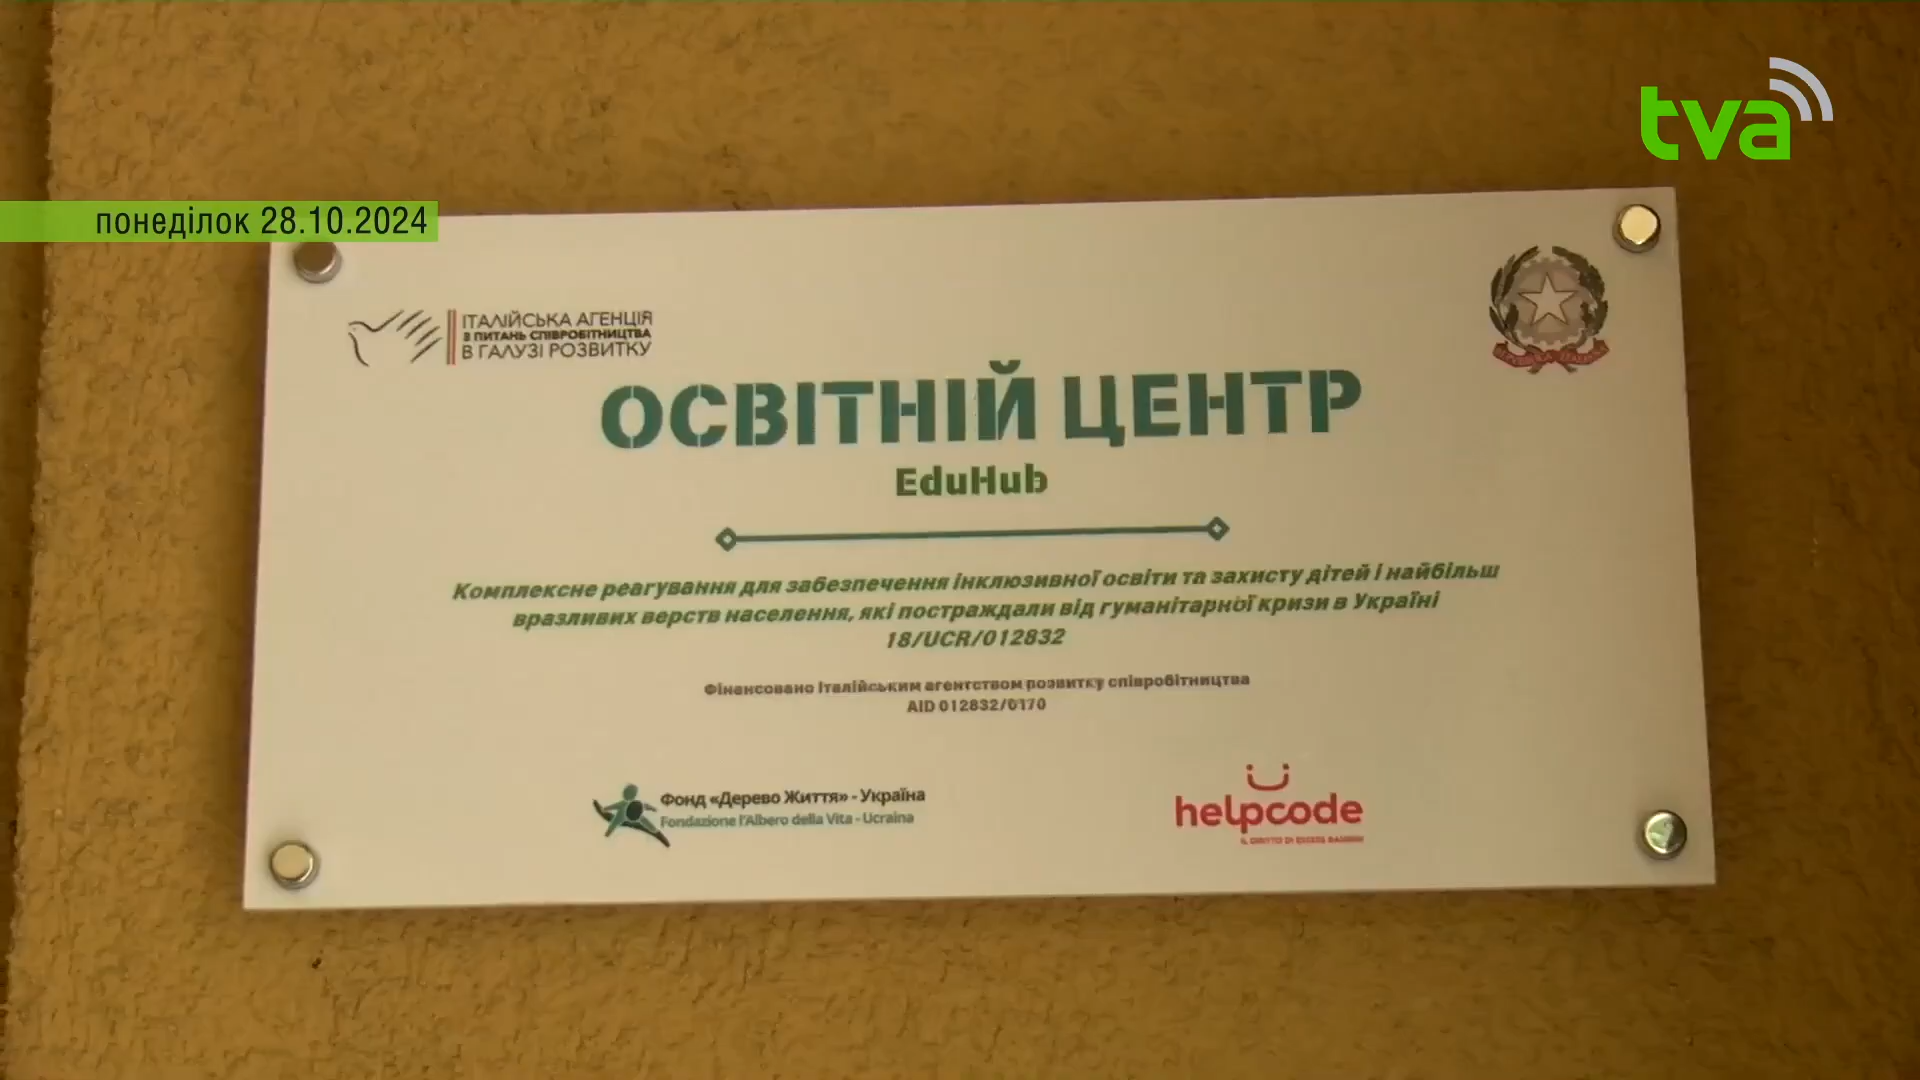 tva
понеділок 28.10.2024
ІТАЛІЙСЬКА АГЕНЦІЯ
З ПИТАНЬ СПІВРОБІТНИЦТВА
В ГАЛУЗІ РОЗВИТКУ
ОСВІТНІЙ ЦЕНТР
EduHub
Комплексне реагування для забезпечення інклюзивної освіти та захисту дітей і найбільш
вразливих верств населення, які постраждали від гуманітарної кризи в Україні
18/UCR/012832
Фінансовано Італійським агентством розвитку співробітництва
AID 012832/0170
Фонд «Дерево Життя» - Україна
Fondazione l'Albero della Vita - Ucraina
helpcode